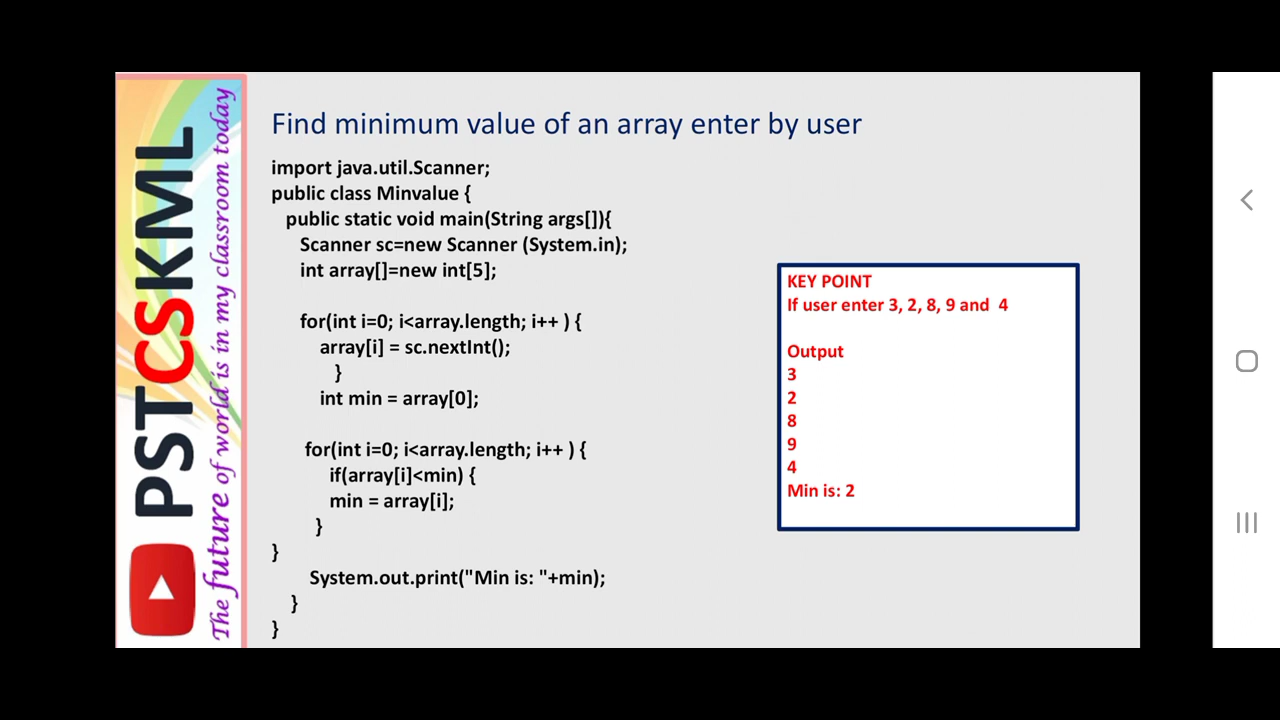 PSTCSKML
The future of world is in my classroom today
Find minimum value of an array enter by user
import java.util.Scanner;
public class Minvalue {
public static void main(String args[]){
Scanner sc=new Scanner (System.in);
int array[]=new int[5];
for(int i=0; i<array.length; i++ ) {
array[i] = sc.nextInt();
}
int min = array[0];
for(int i=0; i<array.length; i++ ) {
if(array[i]<min) {
min = array[i];
}
}
System.out.print("Min is: "+min);
}
}
KEY POINT
If user enter 3, 2, 8, 9 and 4
Output
3
2
8
9
4
Min is: 2